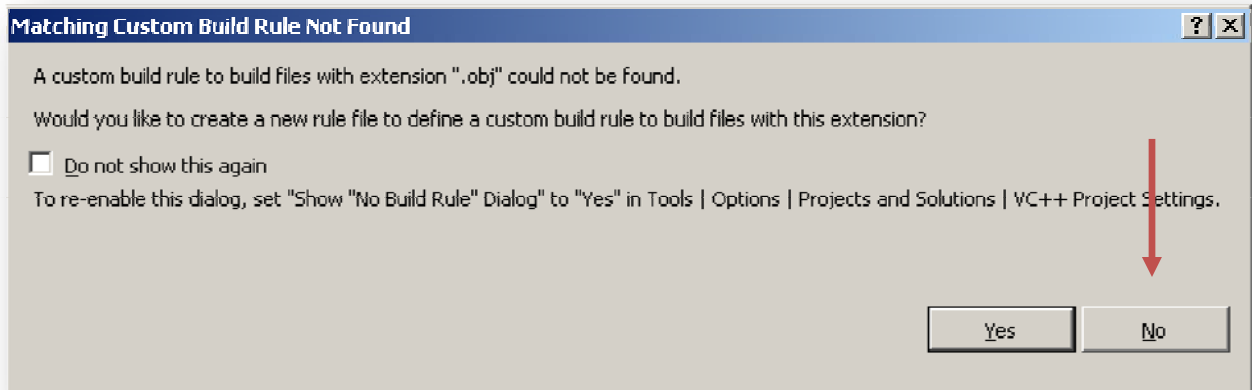 Matching Custom Build Rule Not Found
A custom build rule to build files with extension ".obj" could not be found.
Would you like to create a new rule file to define a custom build rule to build files with this extension?
Do not show this again
To re-enable this dialog, set "Show "No Build Rule" Dialog" to "Yes" in Tools | Options | Projects and Solutions | VC++ Project Settings.
Yes No